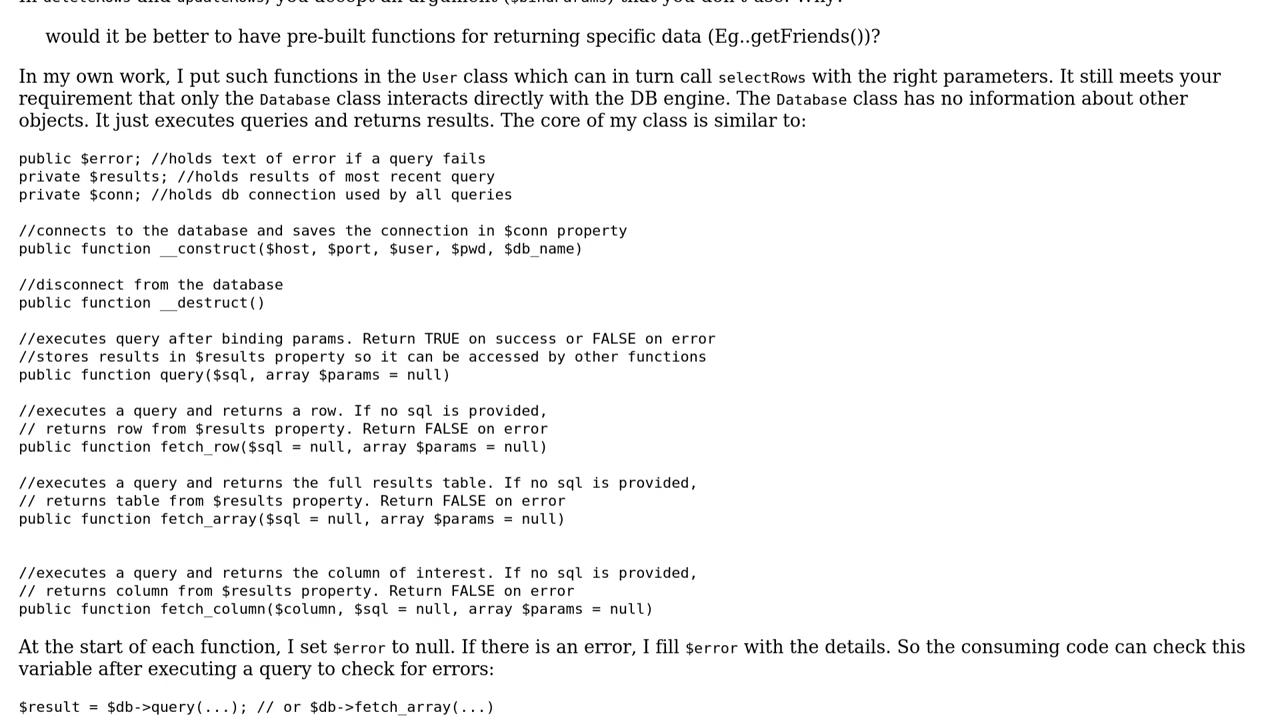 In deleteRows and updateRows, you accept an argument ($bindParams) that you don't use. Why?
would it be better to have pre-built functions for returning specific data (Eg..getFriends())?
In my own work, I put such functions in the User class which can in turn call selectRows with the right parameters. It still meets your
requirement that only the Database class interacts directly with the DB engine. The Database class has no information about other
objects. It just executes queries and returns results. The core of my class is similar to:
public $error; //holds text of error if a query fails
private $results; //holds results of most recent query
private $conn; //holds db connection used by all queries
//connects to the database and saves the connection in $conn property
public function __construct($host, $port, $user, $pwd, $db_name)
//disconnect from the database
public function __destruct()
//executes query after binding params. Return TRUE on success or FALSE on error
//stores results in $results property so it can be accessed by other functions
public function query($sql, array $params = null)
//executes a query and returns a row. If no sql is provided,
// returns row from $results property. Return FALSE on error
public function fetch_row($sql = null, array $params = null)
//executes a query and returns the full results table. If no sql is provided,
// returns table from $results property. Return FALSE on error
public function fetch_array($sql = null, array $params = null)
//executes a query and returns the column of interest. If no sql is provided,
// returns column from $results property. Return FALSE on error
public function fetch_column($column, $sql = null, array $params = null)
At the start of each function, I set $error to null. If there is an error, I fill $error with the details. So the consuming code can check this
variable after executing a query to check for errors:
$result = $db->query(...); // or $db->fetch_array(...)